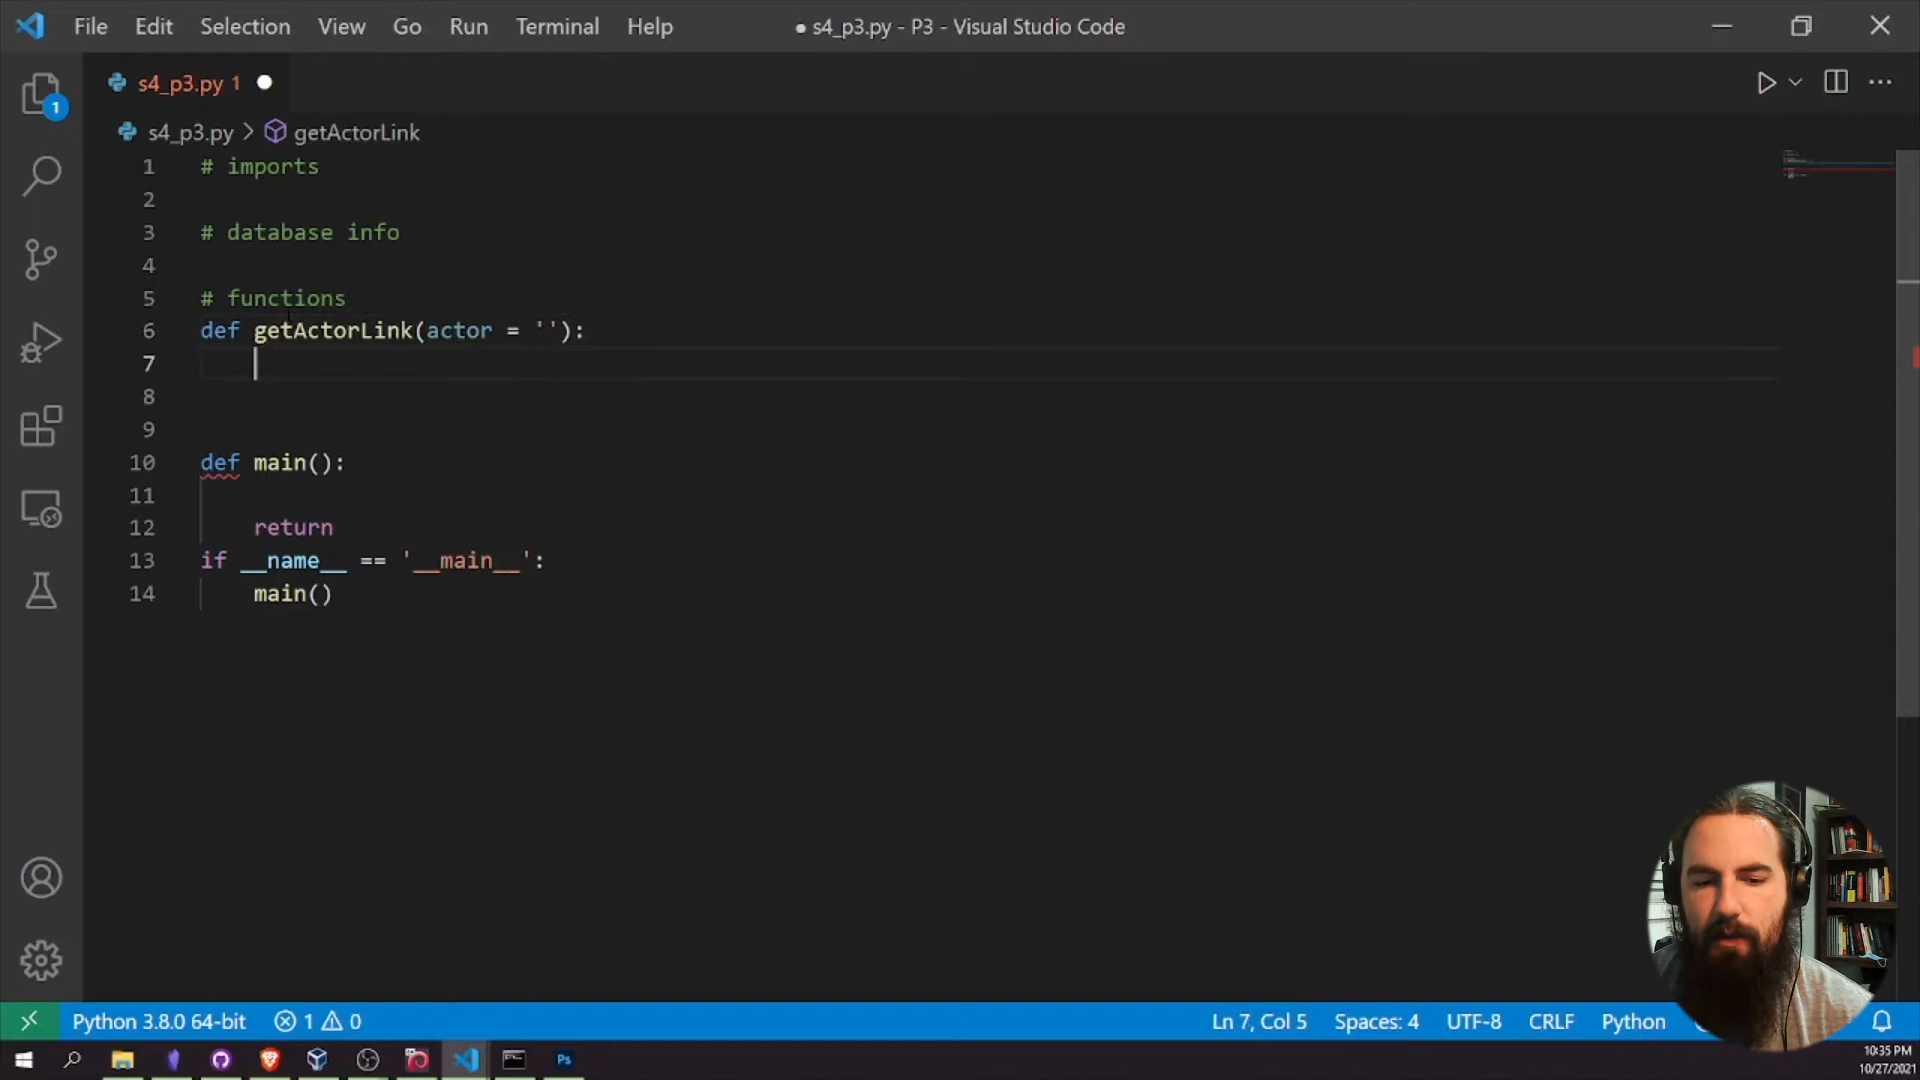 File Edit Selection View Go Run Terminal Help
● s4_p3.py - P3 - Visual Studio Code
s4_p3.py 1
1
s4_p3.py > getActorLink
1 # imports
2
3 # database info
4
5 # functions
6 def getActorLink(actor = ''):
7
8
9
10 def main():
11
12 return
13 if __name__ == '__main__':
14 main()
Python 3.8.0 64-bit 1 0
Ln 7, Col 5 Spaces: 4 UTF-8 CRLF Python
Ps
10:35 PM
10/27/2021